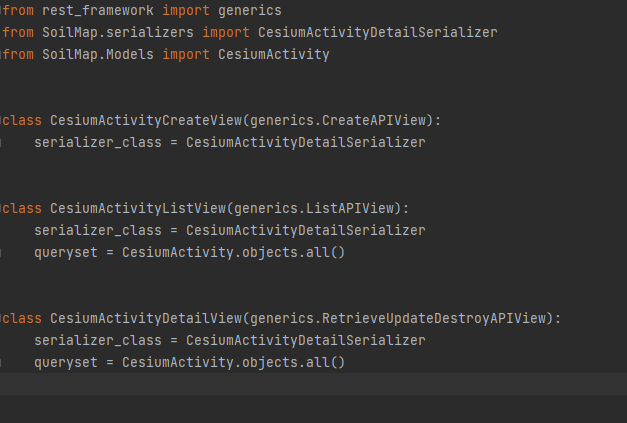 from rest_framework import generics
from SoilMap.serializers import CesiumActivityDetailSerializer
from SoilMap.Models import CesiumActivity
class CesiumActivityCreateView(generics.CreateAPIView):
serializer_class = CesiumActivityDetailSerializer
class CesiumActivityListView(generics.ListAPIView):
serializer_class = CesiumActivityDetailSerializer
queryset = CesiumActivity.objects.all()
class CesiumActivityDetailView(generics.RetrieveUpdateDestroyAPIView):
serializer_class = CesiumActivityDetailSerializer
queryset = CesiumActivity.objects.all()